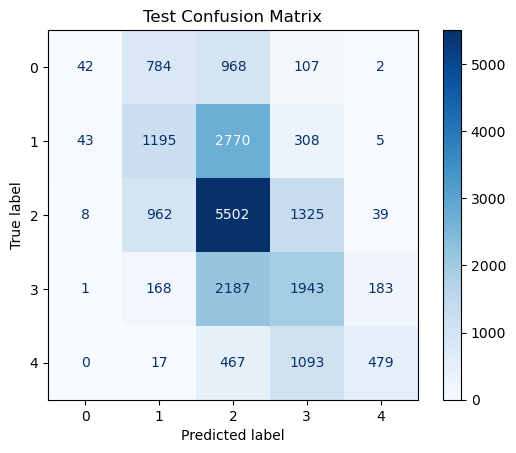 Test Confusion Matrix
0 42 784 968 107 2
1 43 1195 2770 308 5
2 8 962 5502 1325 39
3 1 168 2187 1943 183
4 0 17 467 1093 479
0 1 2 3 4
Predicted label
True label
5000
4000
3000
2000
1000
0